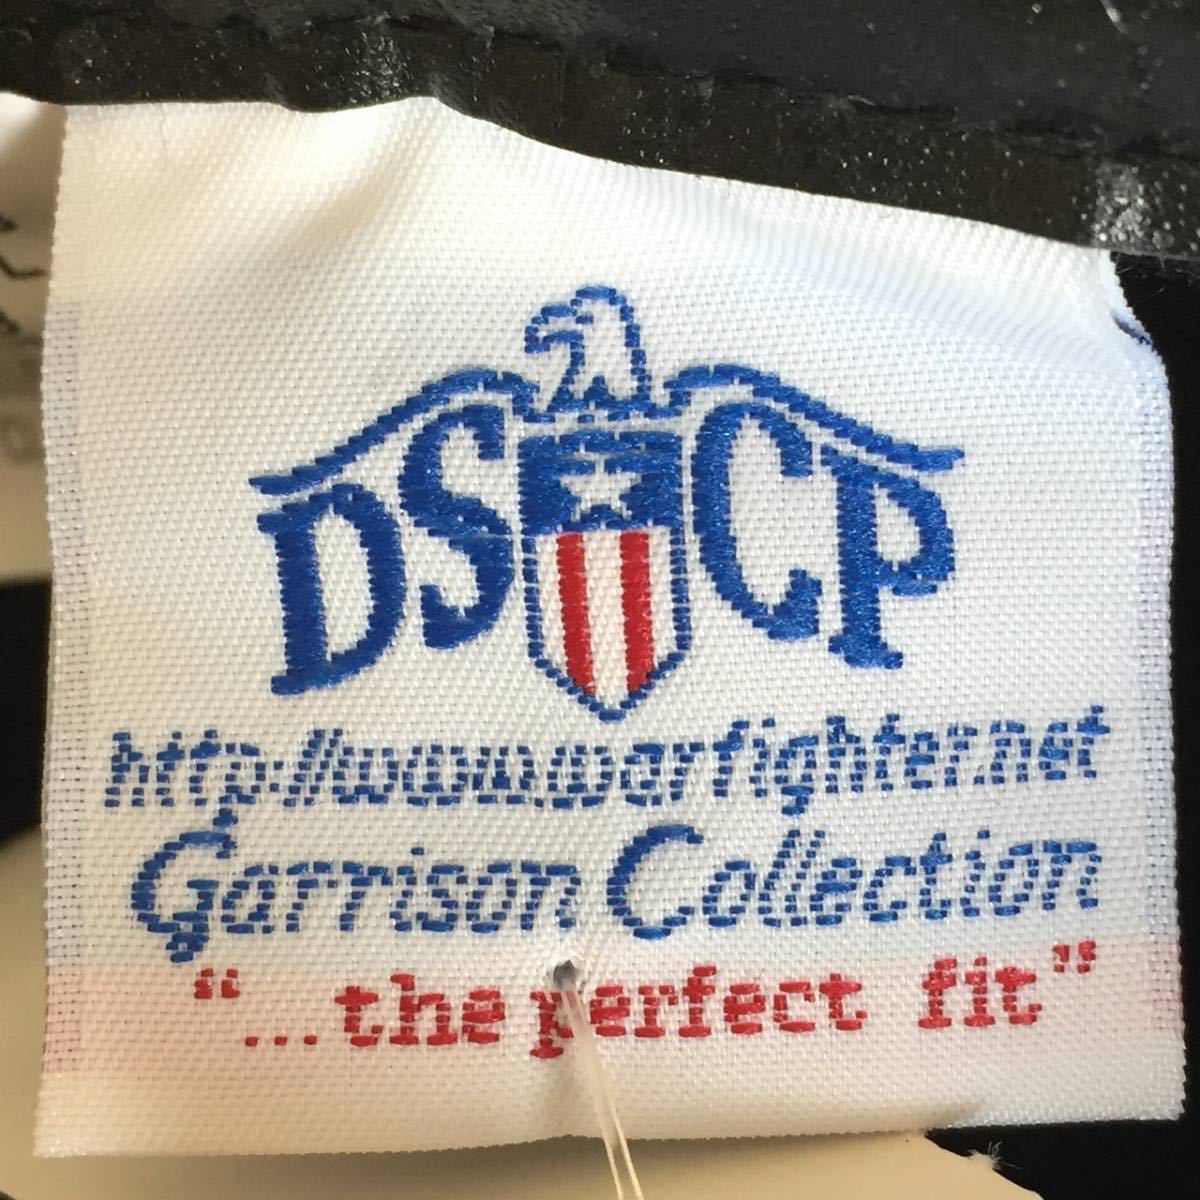 DSCP
http://www.warfighter.net
Garrison Collection
"...the perfect fit"